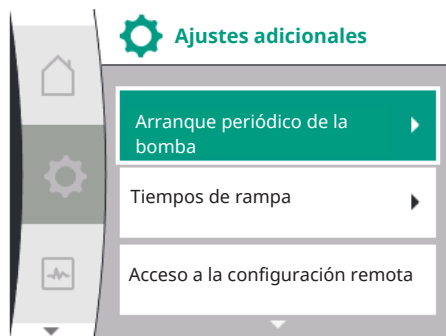 Ajustes adicionales
Arranque periódico de la
bomba
Tiempos de rampa
Acceso a la configuración remota